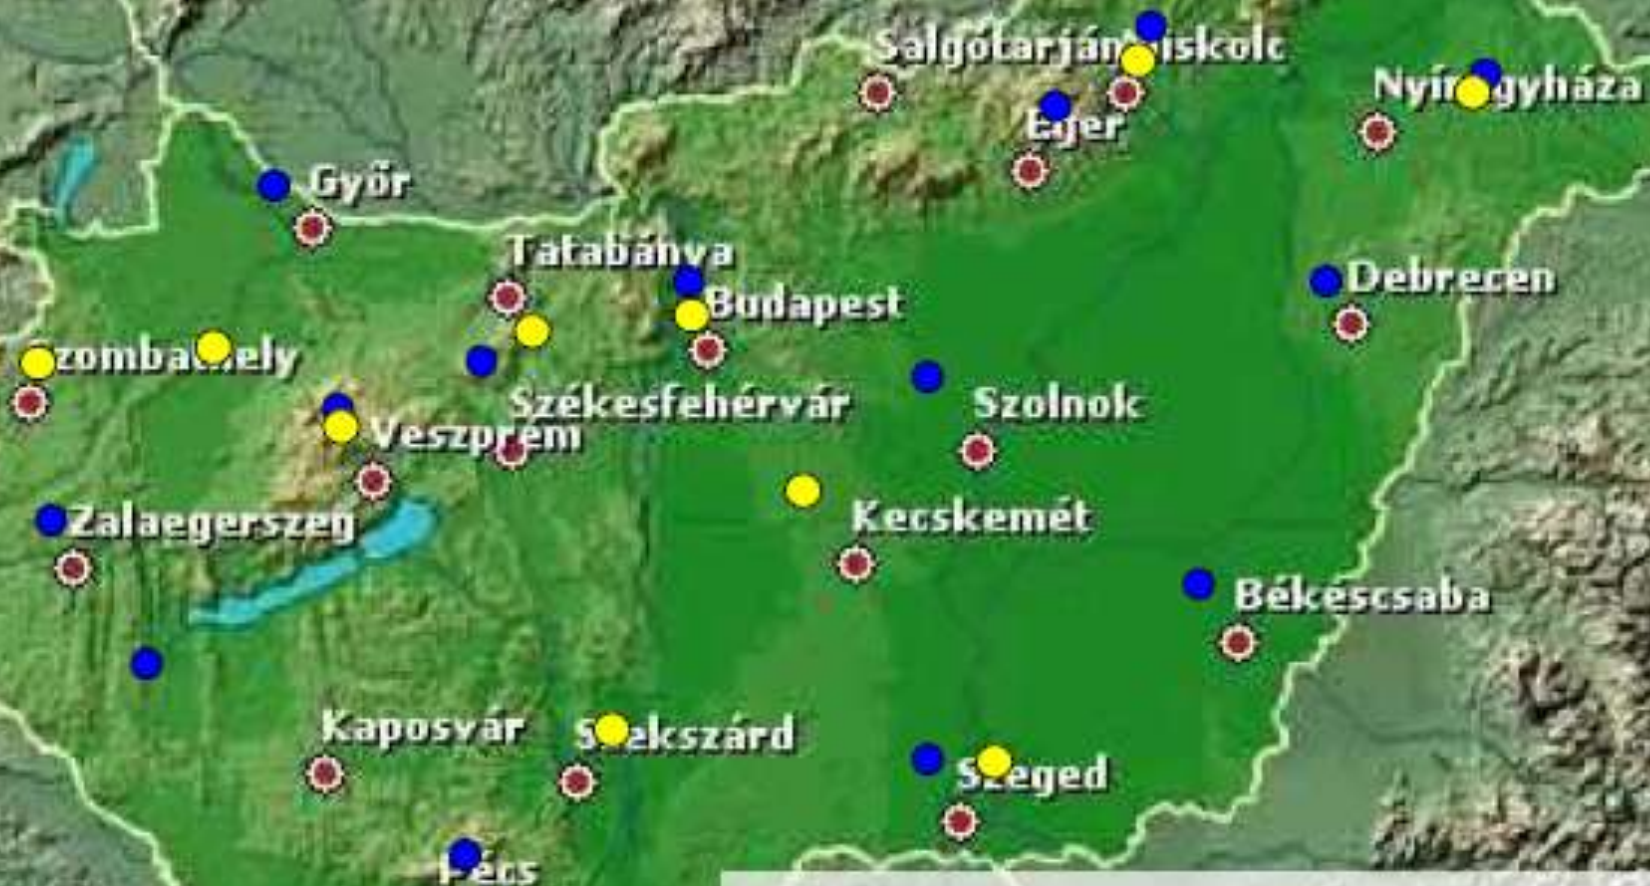 Salgótarján
Miskolc
Nyíregyháza
Eger
Győr
Tatabánya
Budapest
Debrecen
Szombathely
Székesfehérvár
Szolnok
Veszprém
Zalaegerszeg
Kecskemét
Békéscsaba
Kaposvár
Szekszárd
Szeged
Pécs